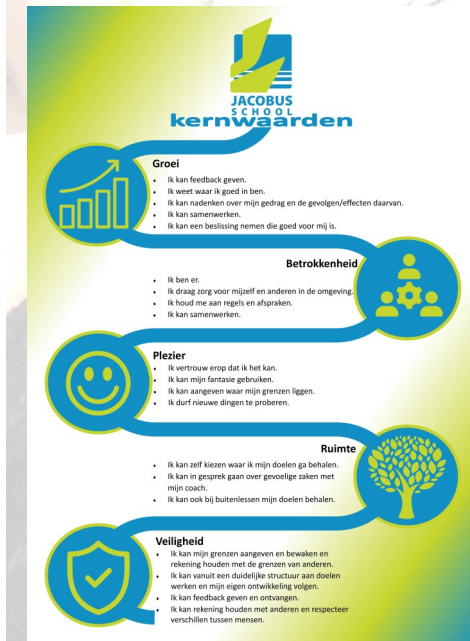 JACOBUS
SCHOOL
kernwaarden
Groei
Ik kan feedback geven.
Ik weet waar ik goed in ben.
Ik kan nadenken over mijn gedrag en de gevolgen/effecten daarvan.
Ik kan samenwerken.
Ik kan een beslissing nemen die goed voor mij is.
Betrokkenheid
Ik ben er.
Ik draag zorg voor mijzelf en anderen in de omgeving.
Ik houd me aan regels en afspraken.
Ik kan samenwerken.
Plezier
Ik vertrouw erop dat ik het kan.
Ik kan mijn fantasie gebruiken.
Ik kan aangeven waar mijn grenzen liggen.
Ik durf nieuwe dingen te proberen.
Ruimte
Ik kan zelf kiezen waar ik mijn doelen ga behalen.
Ik kan in gesprek gaan over gevoelige zaken met
mijn coach.
Ik kan ook bij buitenlessen mijn doelen behalen.
Veiligheid
Ik kan mijn grenzen aangeven en bewaken en
rekening houden met de grenzen van anderen.
Ik kan vanuit een duidelijke structuur aan doelen
werken en mijn eigen ontwikkeling volgen.
Ik kan feedback geven en ontvangen.
Ik kan rekening houden met anderen en respecteer
verschillen tussen mensen.